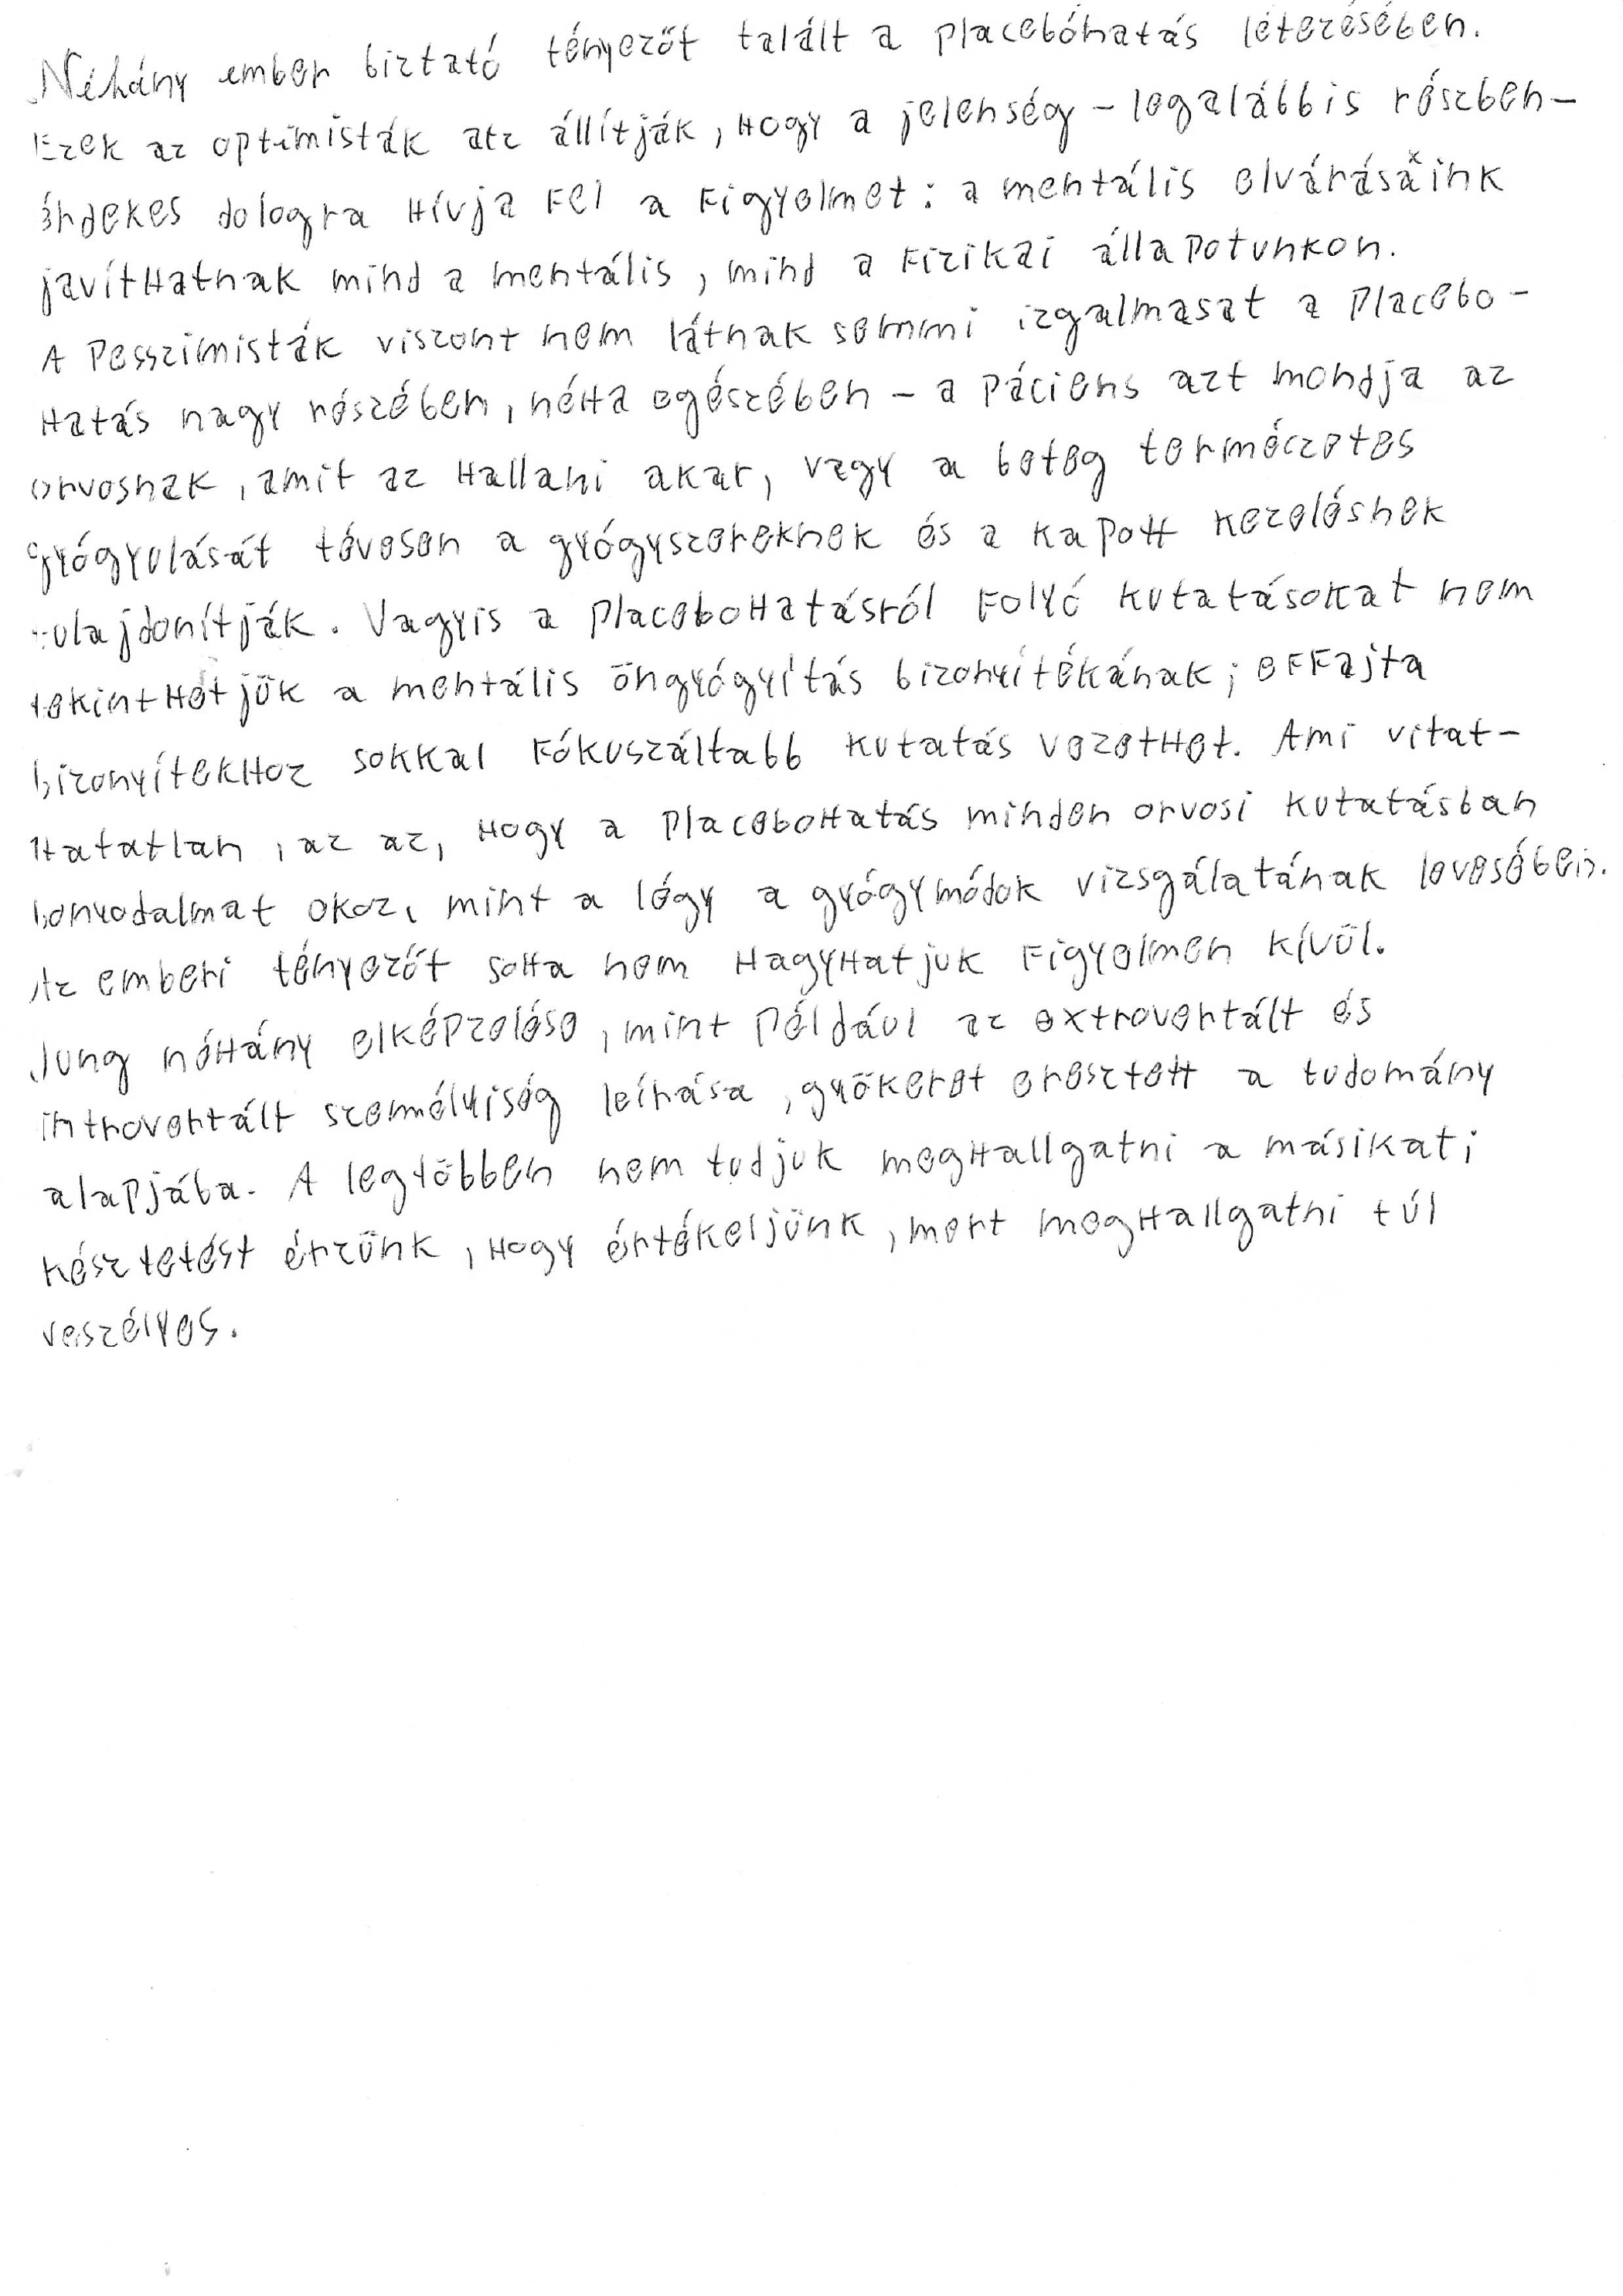 Néhány ember biztató tényezőt talált a placebóhatás létezésében.
Ezek az optimisták atz állítják, hogy a jelenség – legalábbis részben –
érdekes dologra hívja fel a figyelmet: a mentális elvárásaink
javíthatnak mind a mentális, mind a fizikai állapotunkon.
A pesszimisták viszont nem látnak semmi izgalmasat a placebo-
hatás nagy részében, néha egészében – a páciens azt mondja az
orvosnak, amit az hallani akar, vagy a beteg természetes
gyógyulását tévesen a gyógyszereknek és a kapott kezelésnek
tulajdonítják. Vagyis a placebohatásról folyó kutatásokat nem
tekinthetjük a mentális öngyógyítás bizonyítékának; effajta
bizonyítekhoz sokkal fókuszáltabb kutatás vezethet. Ami vitat-
hatatlan, az az, hogy a placebohatás minden orvosi kutatásban
bonyodalmat okoz, mint a légy a gyógymódok vizsgálatának levesében.
Az emberi tényezőt soha nem hagyhatjuk figyelmen kívül.
Jung néhány elképzelése, mint például az extrovertált és
introvertált személyiség leírása, gyökeret eresztett a tudomány
alapjába. A legtöbben nem tudjuk meghallgatni a másikat;
késztetést érzünk, hogy értékeljünk, mert meghallgatni túl
veszélyes.